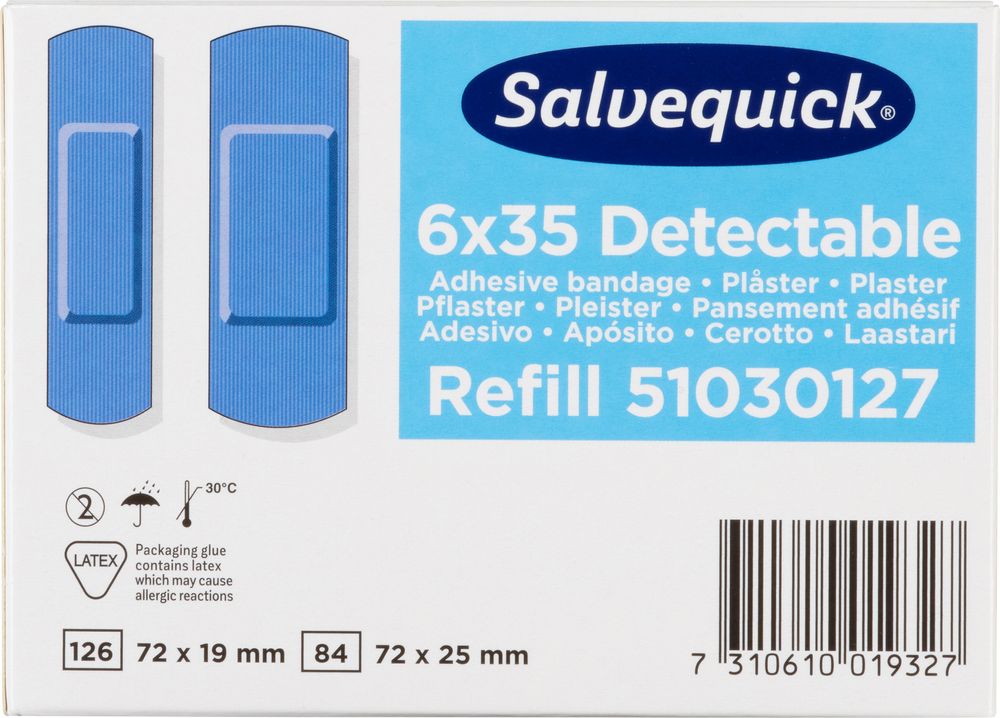 Salvequick®
6x35 Detectable
Adhesive bandage • Plåster • Plaster
Pflaster • Pleister • Pansement adhésif
Adesivo • Apósito • Cerotto • Laastari
Refill 51030127
2
30°C
LATEX
Packaging glue
contains latex
which may cause
allergic reactions
126 72 x 19 mm 84 72 x 25 mm
7 310610 019327